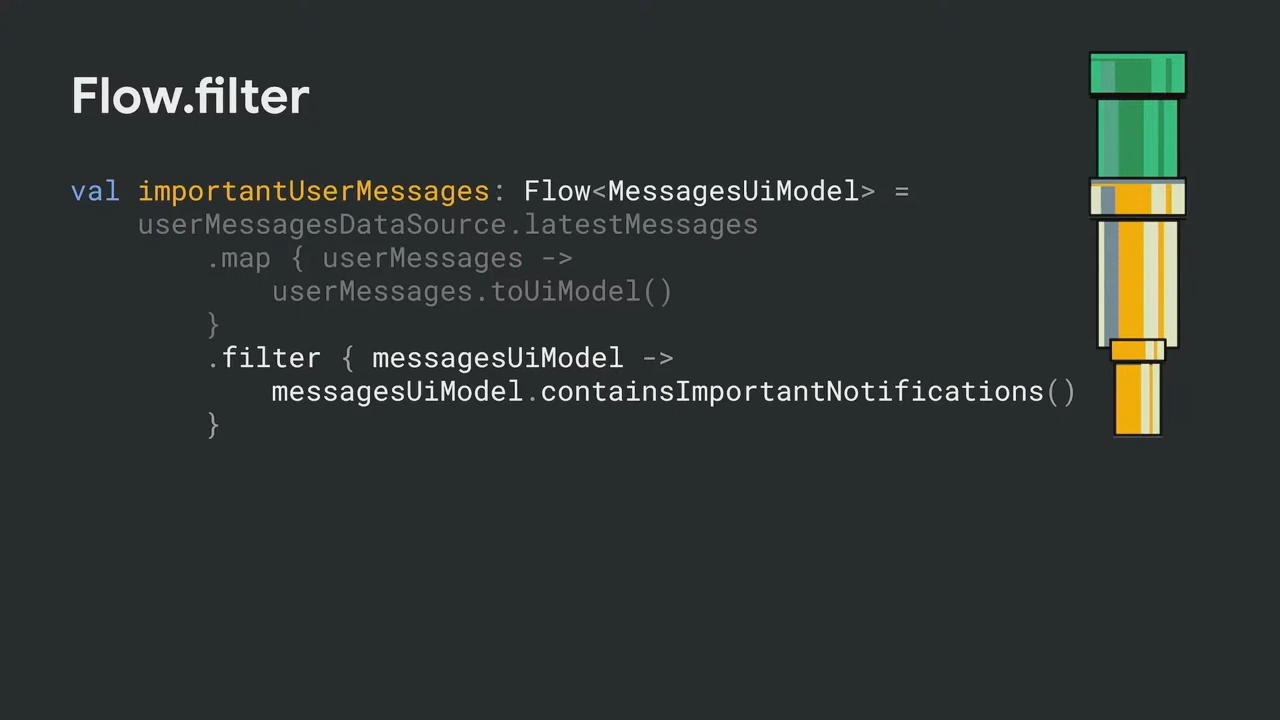 Flow.filter
val importantUserMessages: Flow<MessagesUiModel> =
userMessagesDataSource.latestMessages
.map { userMessages ->
userMessages.toUiModel()
}
.filter { messagesUiModel ->
messagesUiModel.containsImportantNotifications()
}